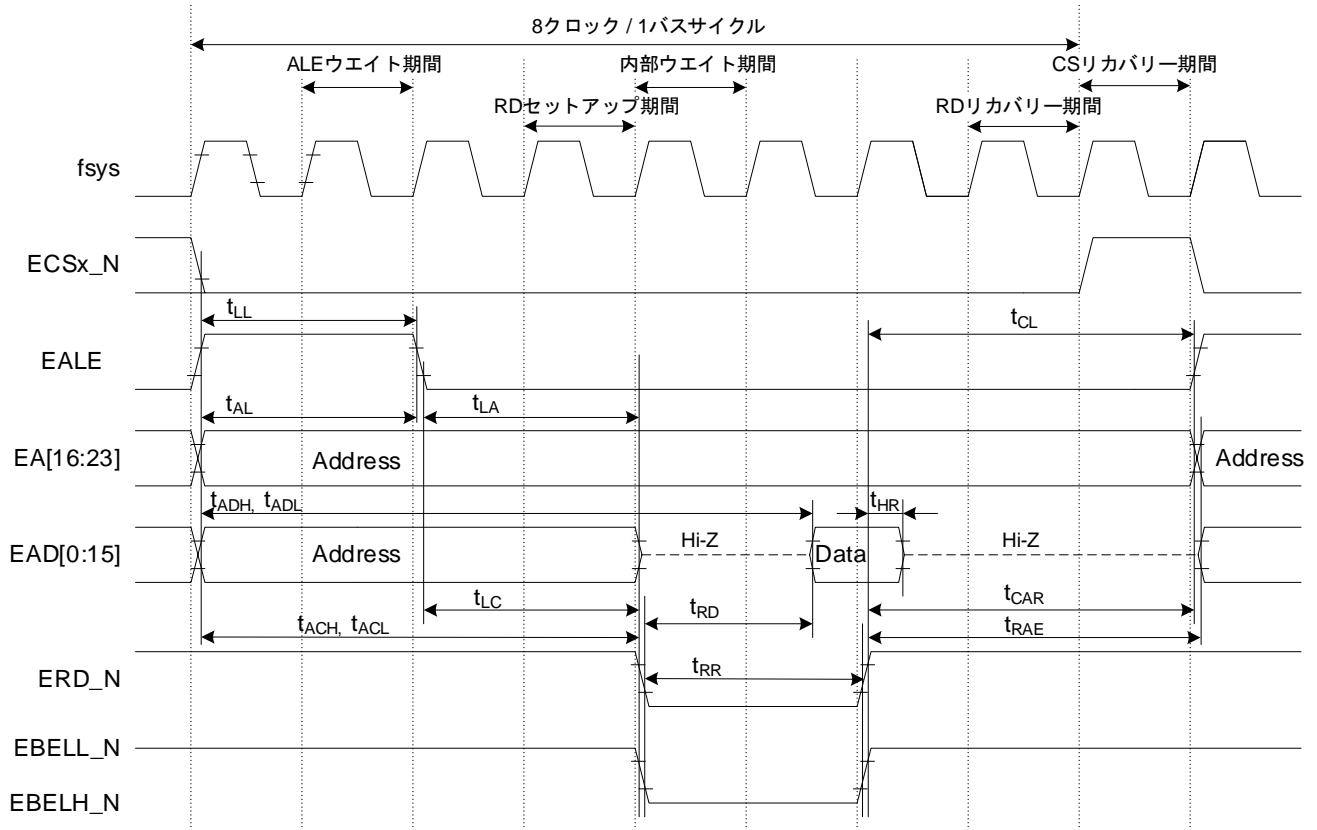 8クロック / 1バスサイクル
ALEウエイト期間
内部ウエイト期間
CSリカバリー期間
RDセットアップ期間
RDリカバリー期間
fsys
ECSx_N
tLL
tCL
EALE
tAL
tLA
EA[16:23]
Address
Address
tADH, tADL
tHR
EAD[0:15]
Address
Hi-Z
Data
Hi-Z
tLC
tRD
tCAR
tACH, tACL
tRAE
ERD_N
tRR
EBELL_N
EBELH_N